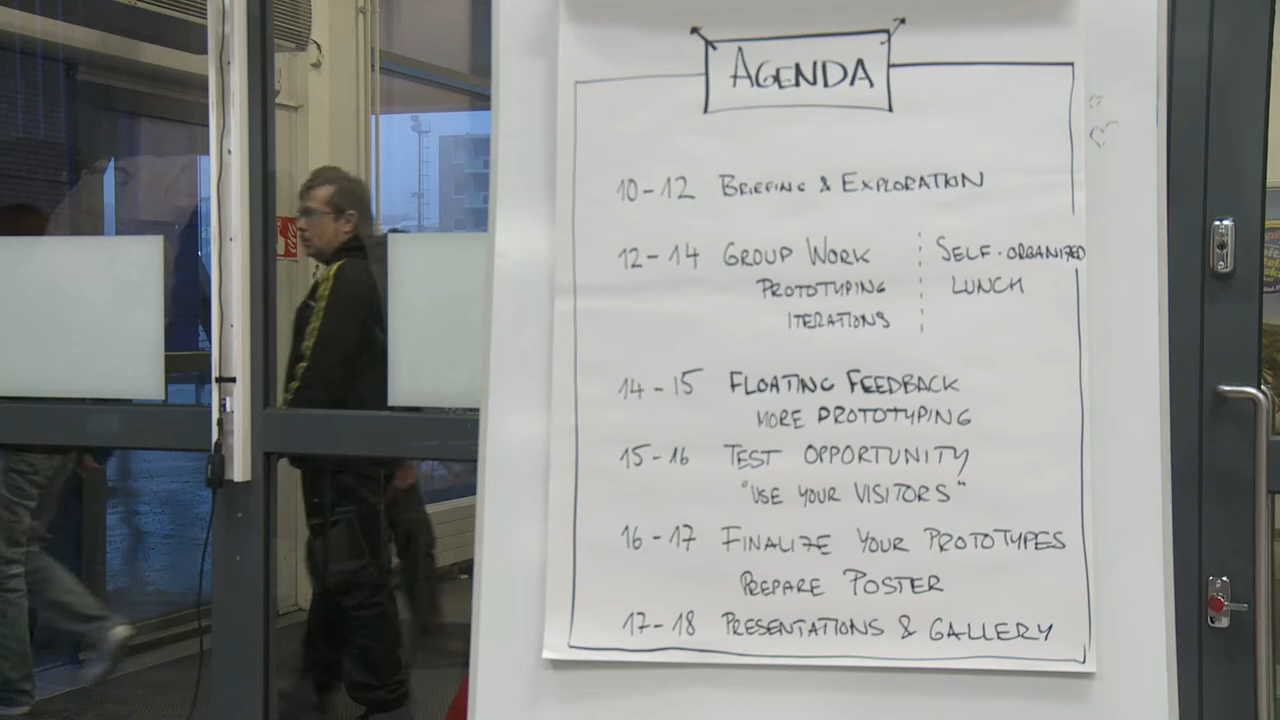 AGENDA
10-12 BRIEFING & EXPLORATION
12-14 GROUP WORK SELF-ORGANIZED
PROTOTYPING LUNCH
ITERATIONS
14-15 FLOATING FEEDBACK
MORE PROTOTYPING
15-16 TEST OPPORTUNITY
"USE YOUR VISITORS"
16-17 FINALIZE YOUR PROTOTYPES
PREPARE POSTER
17-18 PRESENTATIONS & GALLERY